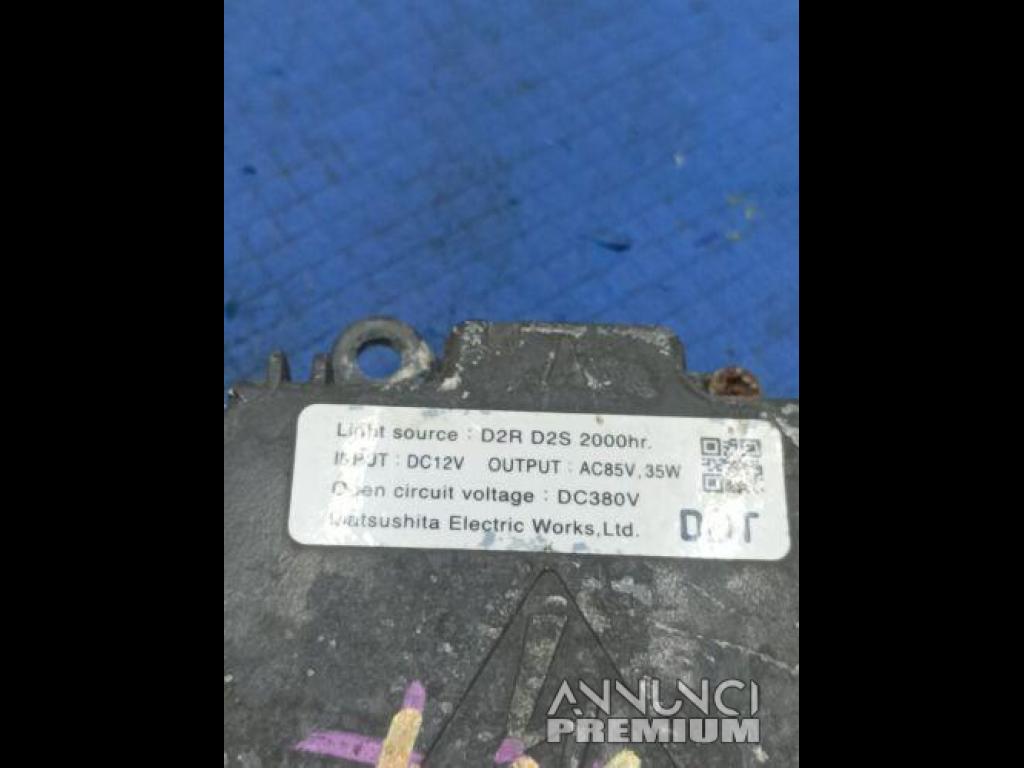 Light source : D2R D2S 2000hr.
INPUT : DC12V OUTPUT : AC85V, 35W
Open circuit voltage : DC380V
Matsushita Electric Works,Ltd.
DOT
ANNUNCI
PREMIUM